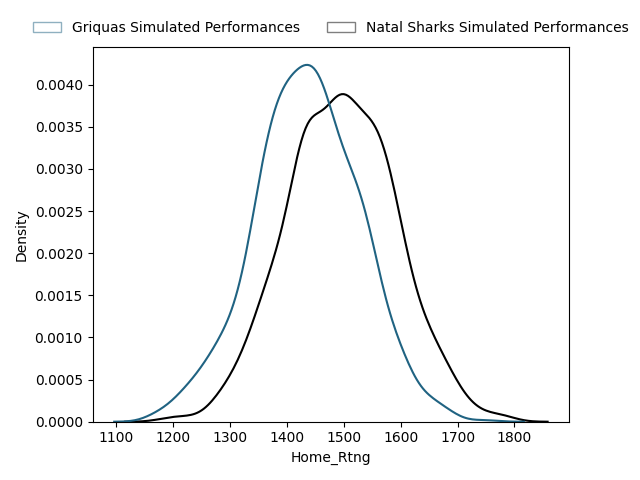 Griquas Simulated Performances
Natal Sharks Simulated Performances
0.0040
0.0035
0.0030
0.0025
0.0020
0.0015
0.0010
0.0005
0.0000
Density
1100 1200 1300 1400 1500 1600 1700 1800
Home_Rtng